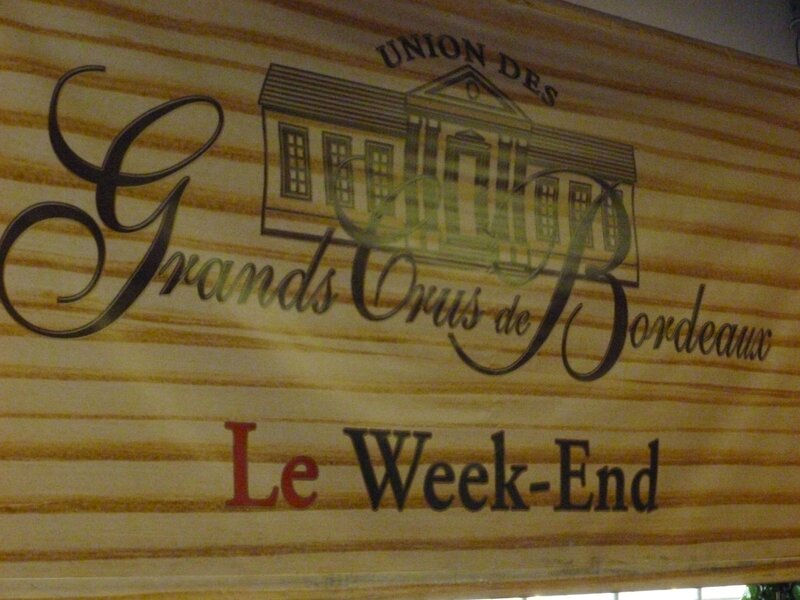 UNION DES
Grands Crus de Bordeaux
Le Week-End